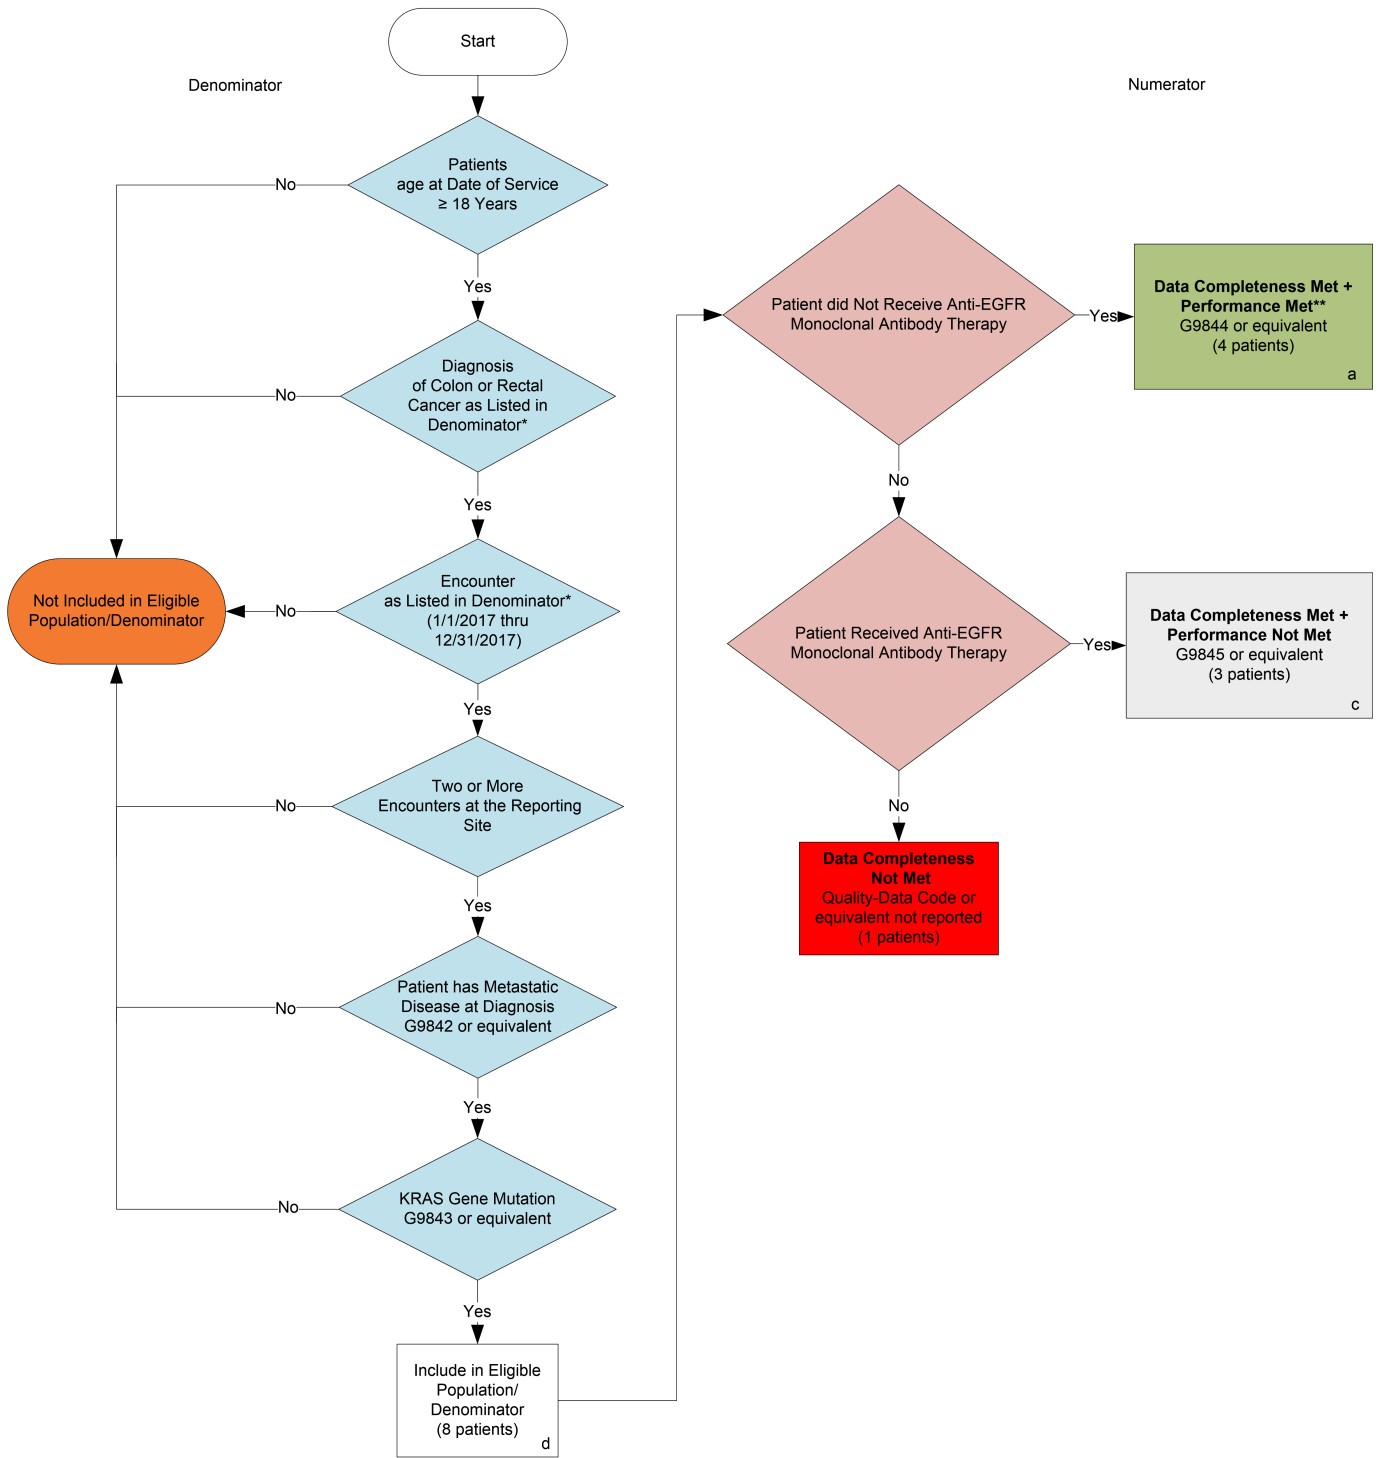 Start
Denominator
Numerator
Patients
age at Date of Service
≥ 18 Years
No
Yes
Diagnosis
of Colon or Rectal
Cancer as Listed in
Denominator*
No
Yes
Encounter
as Listed in Denominator*
(1/1/2017 thru
12/31/2017)
No
Not Included in Eligible
Population/Denominator
Yes
Two or More
Encounters at the Reporting
Site
No
Yes
Patient has Metastatic
Disease at Diagnosis
G9842 or equivalent
No
Yes
KRAS Gene Mutation
G9843 or equivalent
No
Yes
Include in Eligible
Population/
Denominator
(8 patients)
d
Patient did Not Receive Anti-EGFR
Monoclonal Antibody Therapy
Yes
Data Completeness Met +
Performance Met**
G9844 or equivalent
(4 patients)
a
No
Patient Received Anti-EGFR
Monoclonal Antibody Therapy
Yes
Data Completeness Met +
Performance Not Met
G9845 or equivalent
(3 patients)
c
No
Data Completeness
Not Met
Quality-Data Code or
equivalent not reported
(1 patients)